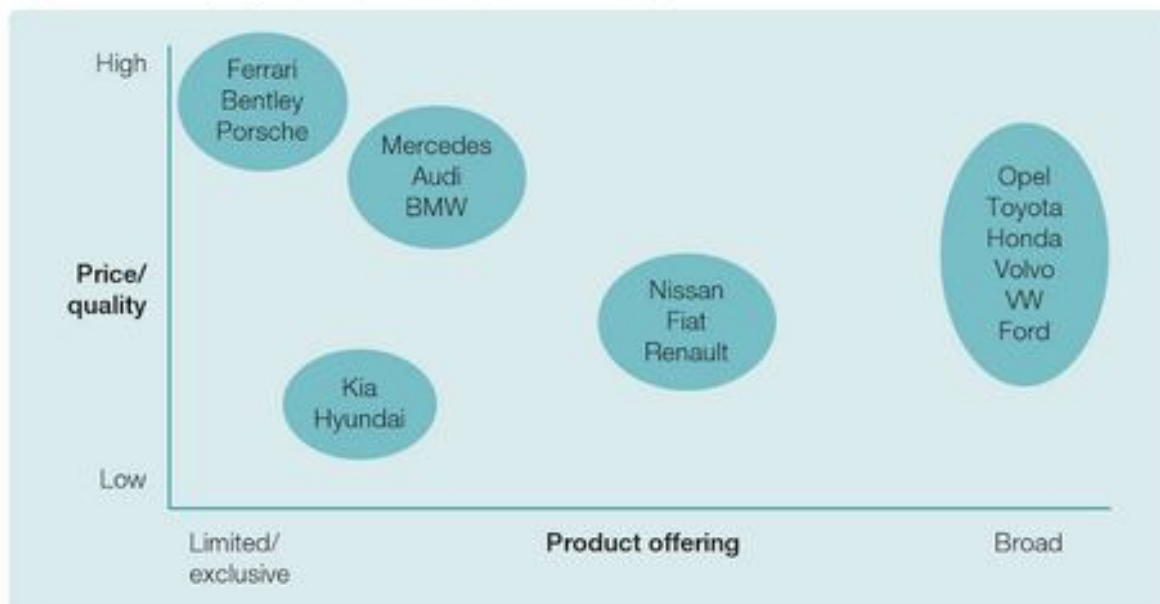 High
Ferrari
Bentley
Porsche
Mercedes
Audi
BMW
Opel
Toyota
Honda
Volvo
VW
Ford
Price/
quality
Nissan
Fiat
Renault
Kia
Hyundai
Low
Limited/
exclusive
Product offering
Broad